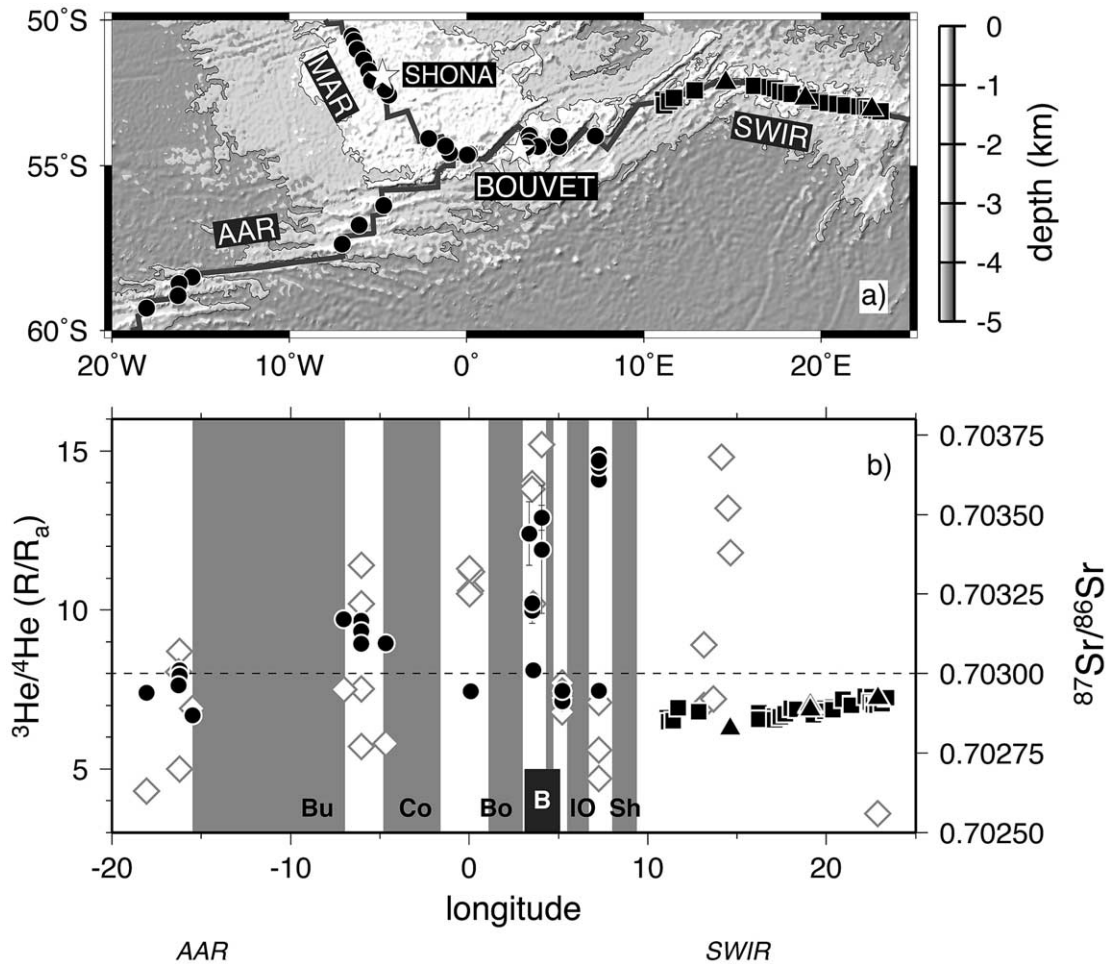 50˚S
55˚S
60˚S
20˚W
10˚W
0˚
10˚E
20˚E
MAR
SHONA
BOUVET
AAR
SWIR
a)
0
-1
-2
-3
-4
-5
depth (km)
b)
15
10
5
³He/⁴He (R/Rₐ)
0.70375
0.70350
0.70325
0.70300
0.70275
0.70250
⁸⁷Sr/⁸⁶Sr
Bu
Co
Bo
B
IO
Sh
-20
-10
0
10
20
longitude
AAR
SWIR